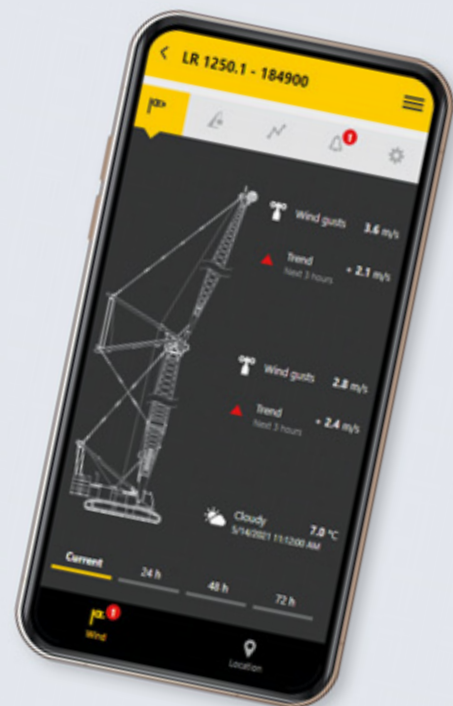 LR 1250.1 - 184900
1
Wind gusts 3.6 m/s
Trend + 2.1 m/s
Next 3 hours
Wind gusts 2.8 m/s
Trend + 2.4 m/s
Next 3 hours
Cloudy 7.0 °C
5/14/2021 11:12:00 AM
Current 24 h 48 h 72 h
1
Wind Location